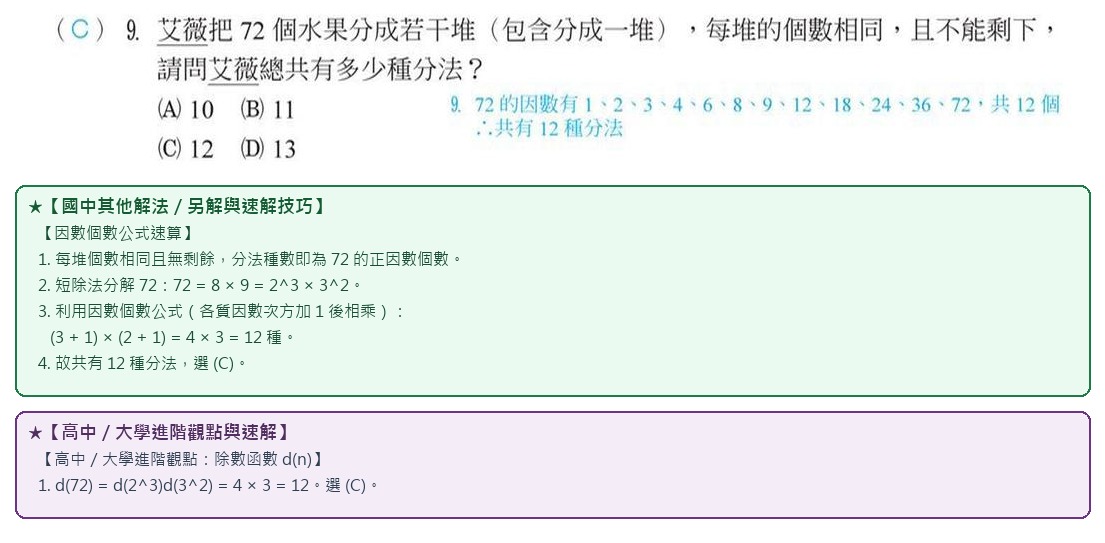 （C）9. 艾薇把 72 個水果分成若干堆（包含分成一堆），每堆的個數相同，且不能剩下，
請問艾薇總共有多少種分法？
(A) 10 (B) 11
(C) 12 (D) 13
9. 72 的因數有 1、2、3、4、6、8、9、12、18、24、36、72，共 12 個
∴共有 12 種分法
★【國中其他解法 / 另解與速解技巧】
【因數個數公式速算】
1. 每堆個數相同且無剩餘，分法種數即為 72 的正因數個數。
2. 短除法分解 72：72 = 8 × 9 = 2^3 × 3^2。
3. 利用因數個數公式（各質因數次方加 1 後相乘）：
(3 + 1) × (2 + 1) = 4 × 3 = 12 種。
4. 故共有 12 種分法，選 (C)。
★【高中 / 大學進階觀點與速解】
【高中 / 大學進階觀點：除數函數 d(n)】
1. d(72) = d(2^3)d(3^2) = 4 × 3 = 12。選 (C)。